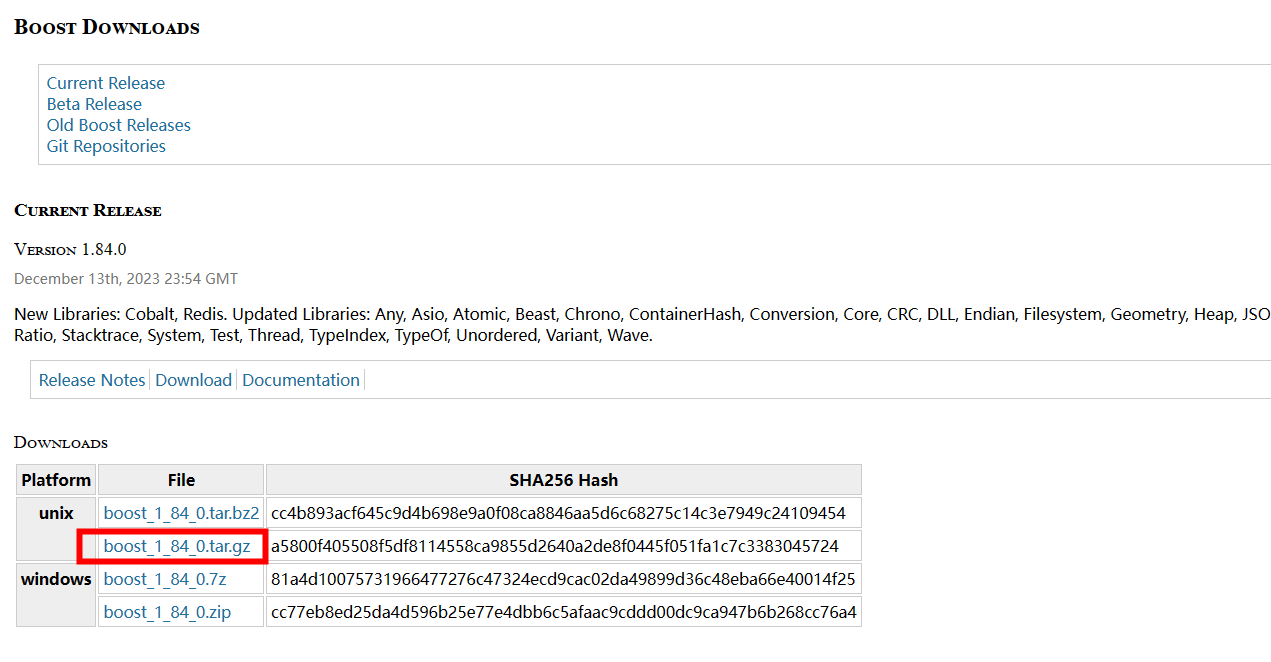 Boost Downloads
Current Release
Beta Release
Old Boost Releases
Git Repositories
Current Release
Version 1.84.0
December 13th, 2023 23:54 GMT
New Libraries: Cobalt, Redis. Updated Libraries: Any, Asio, Atomic, Beast, Chrono, ContainerHash, Conversion, Core, CRC, DLL, Endian, Filesystem, Geometry, Heap, JSO
Ratio, Stacktrace, System, Test, Thread, TypeIndex, TypeOf, Unordered, Variant, Wave.
Release Notes Download Documentation
Downloads
Platform File SHA256 Hash
unix boost_1_84_0.tar.bz2 cc4b893acf645c9d4b698e9a0f08ca8846aa5d6c68275c14c3e7949c24109454
boost_1_84_0.tar.gz a5800f405508f5df8114558ca9855d2640a2de8f0445f051fa1c7c3383045724
windows boost_1_84_0.7z 81a4d10075731966477276c47324ecd9cac02da49899d36c48eba66e40014f25
boost_1_84_0.zip cc77eb8ed25da4d596b25e77e4dbb6c5afaac9cddd00dc9ca947b6b268cc76a4